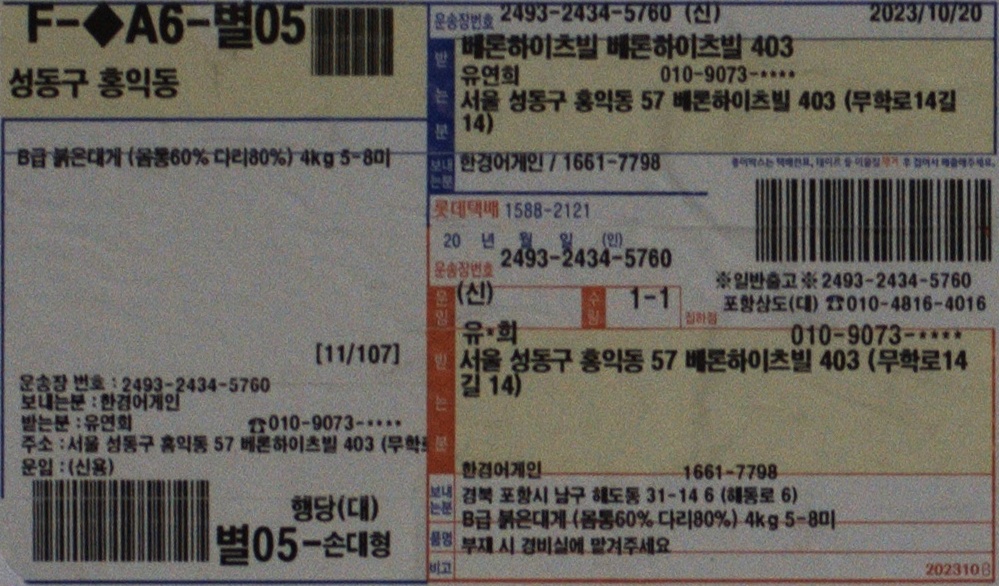 F-◆A6-별05
성동구 홍익동
B급 붉은대게 (몸통60% 다리80%) 4kg 5-8미
[11/107]
운송장 번호 : 2493-2434-5760
보내는분 : 한겸어게인
받는분 : 유연희 ☎010-9073-****
주소 : 서울 성동구 홍익동 57 베론하이츠빌 403 (무학
운임 : (신용)
행당(대)
별05-손대형
운송장번호 2493-2434-5760 (신) 2023/10/20
받는분
베론하이츠빌 베론하이츠빌 403
유연희 010-9073-****
서울 성동구 홍익동 57 베론하이츠빌 403 (무학로14길
14)
보내는분 한겸어게인 / 1661-7798
롯데택배 1588-2121
20 년 월 일 (인)
운송장번호 2493-2434-5760
운임 (신) 수량 1-1 집하점
※일반출고※ 2493-2434-5760
포항상도(대) ☎010-4816-4016
받는분
유*희 010-9073-****
서울 성동구 홍익동 57 베론하이츠빌 403 (무학로14
길 14)
한겸어게인 1661-7798
보내는분 경북 포항시 남구 해도동 31-14 6 (해동로 6)
B급 붉은대게 (몸통60% 다리80%) 4kg 5-8미
품명 부재 시 경비실에 맡겨주세요
비고 202310